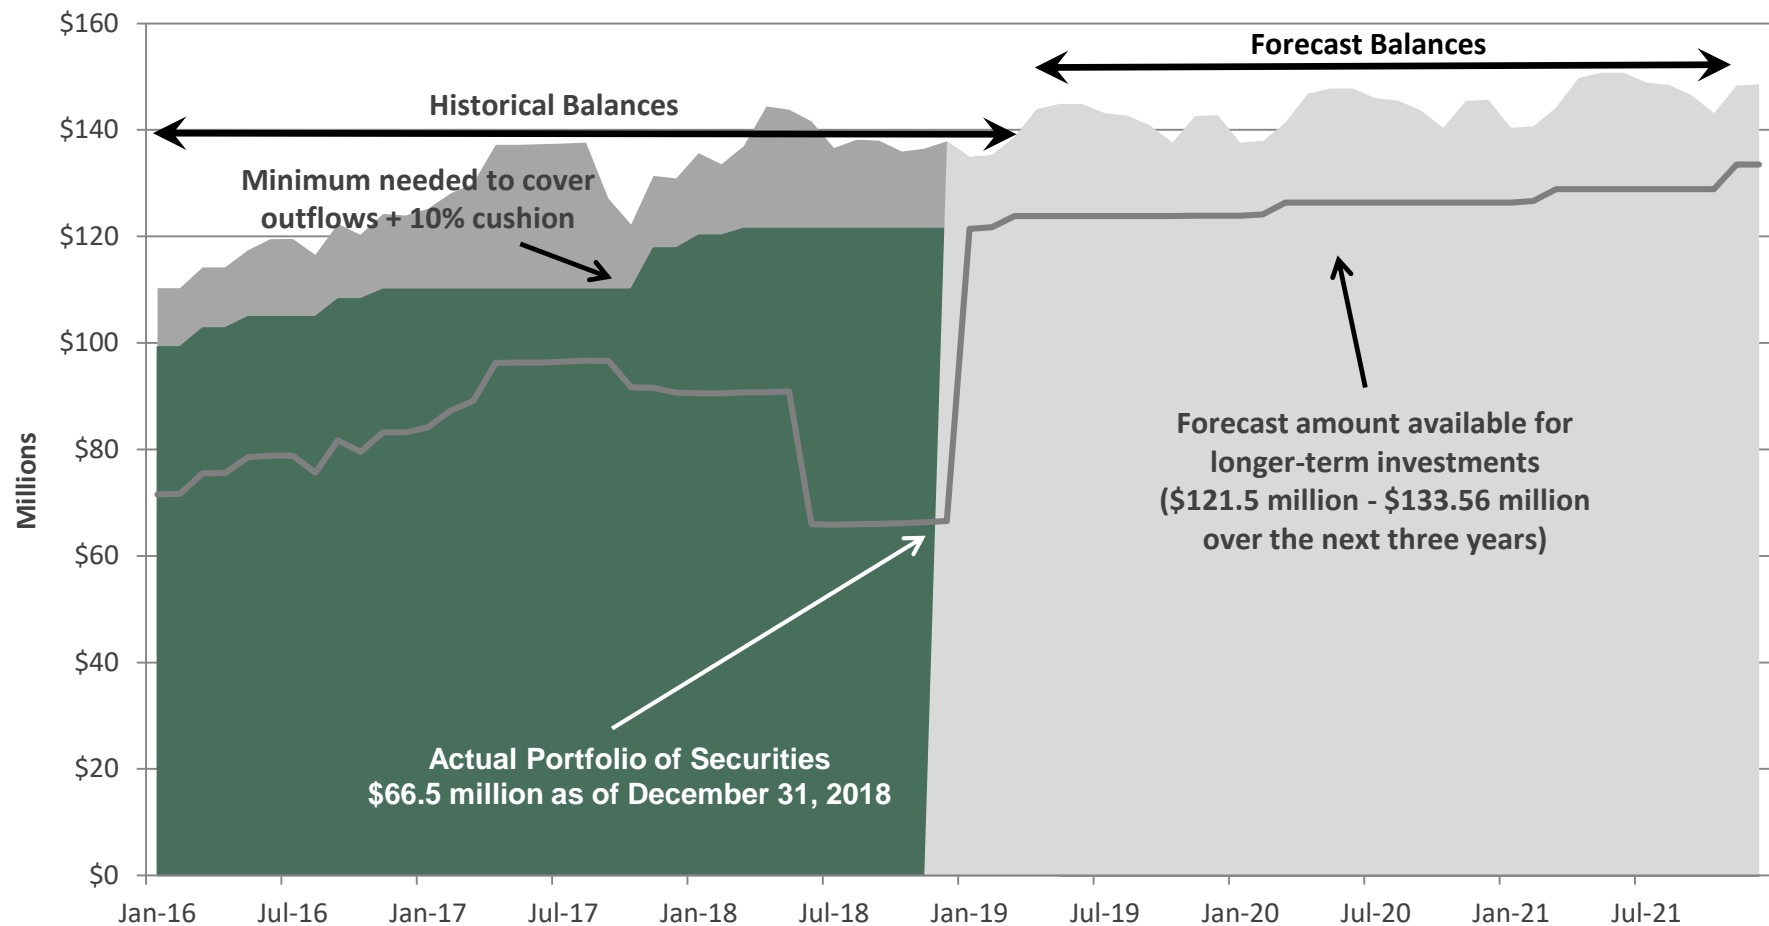 $160
$140
$120
$100
$80
$60
$40
$20
$0
Millions
Forecast Balances
Historical Balances
Minimum needed to cover
outflows + 10% cushion
Forecast amount available for
longer-term investments
($121.5 million - $133.56 million
over the next three years)
Actual Portfolio of Securities
$66.5 million as of December 31, 2018
Jan-16 Jul-16 Jan-17 Jul-17 Jan-18 Jul-18 Jan-19 Jul-19 Jan-20 Jul-20 Jan-21 Jul-21